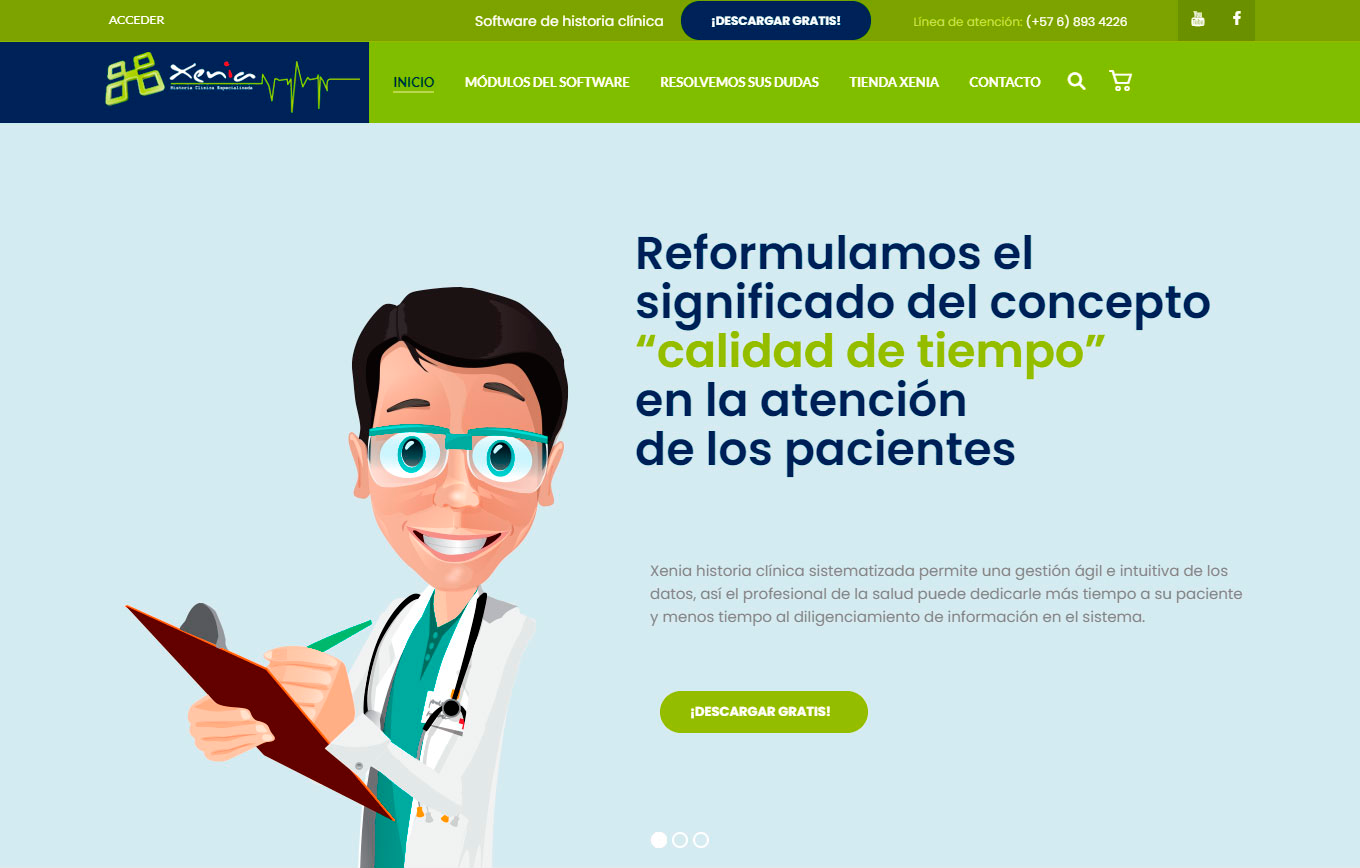 ACCEDER
Software de historia clínica
¡DESCARGAR GRATIS!
Línea de atención: (+57 6) 893 4226
Xenia
Historia Clínica Especializada
INICIO
MÓDULOS DEL SOFTWARE
RESOLVEMOS SUS DUDAS
TIENDA XENIA
CONTACTO
Reformulamos el
significado del concepto
“calidad de tiempo”
en la atención
de los pacientes
Xenia historia clínica sistematizada permite una gestión ágil e intuitiva de los
datos, así el profesional de la salud puede dedicarle más tiempo a su paciente
y menos tiempo al diligenciamiento de información en el sistema.
¡DESCARGAR GRATIS!